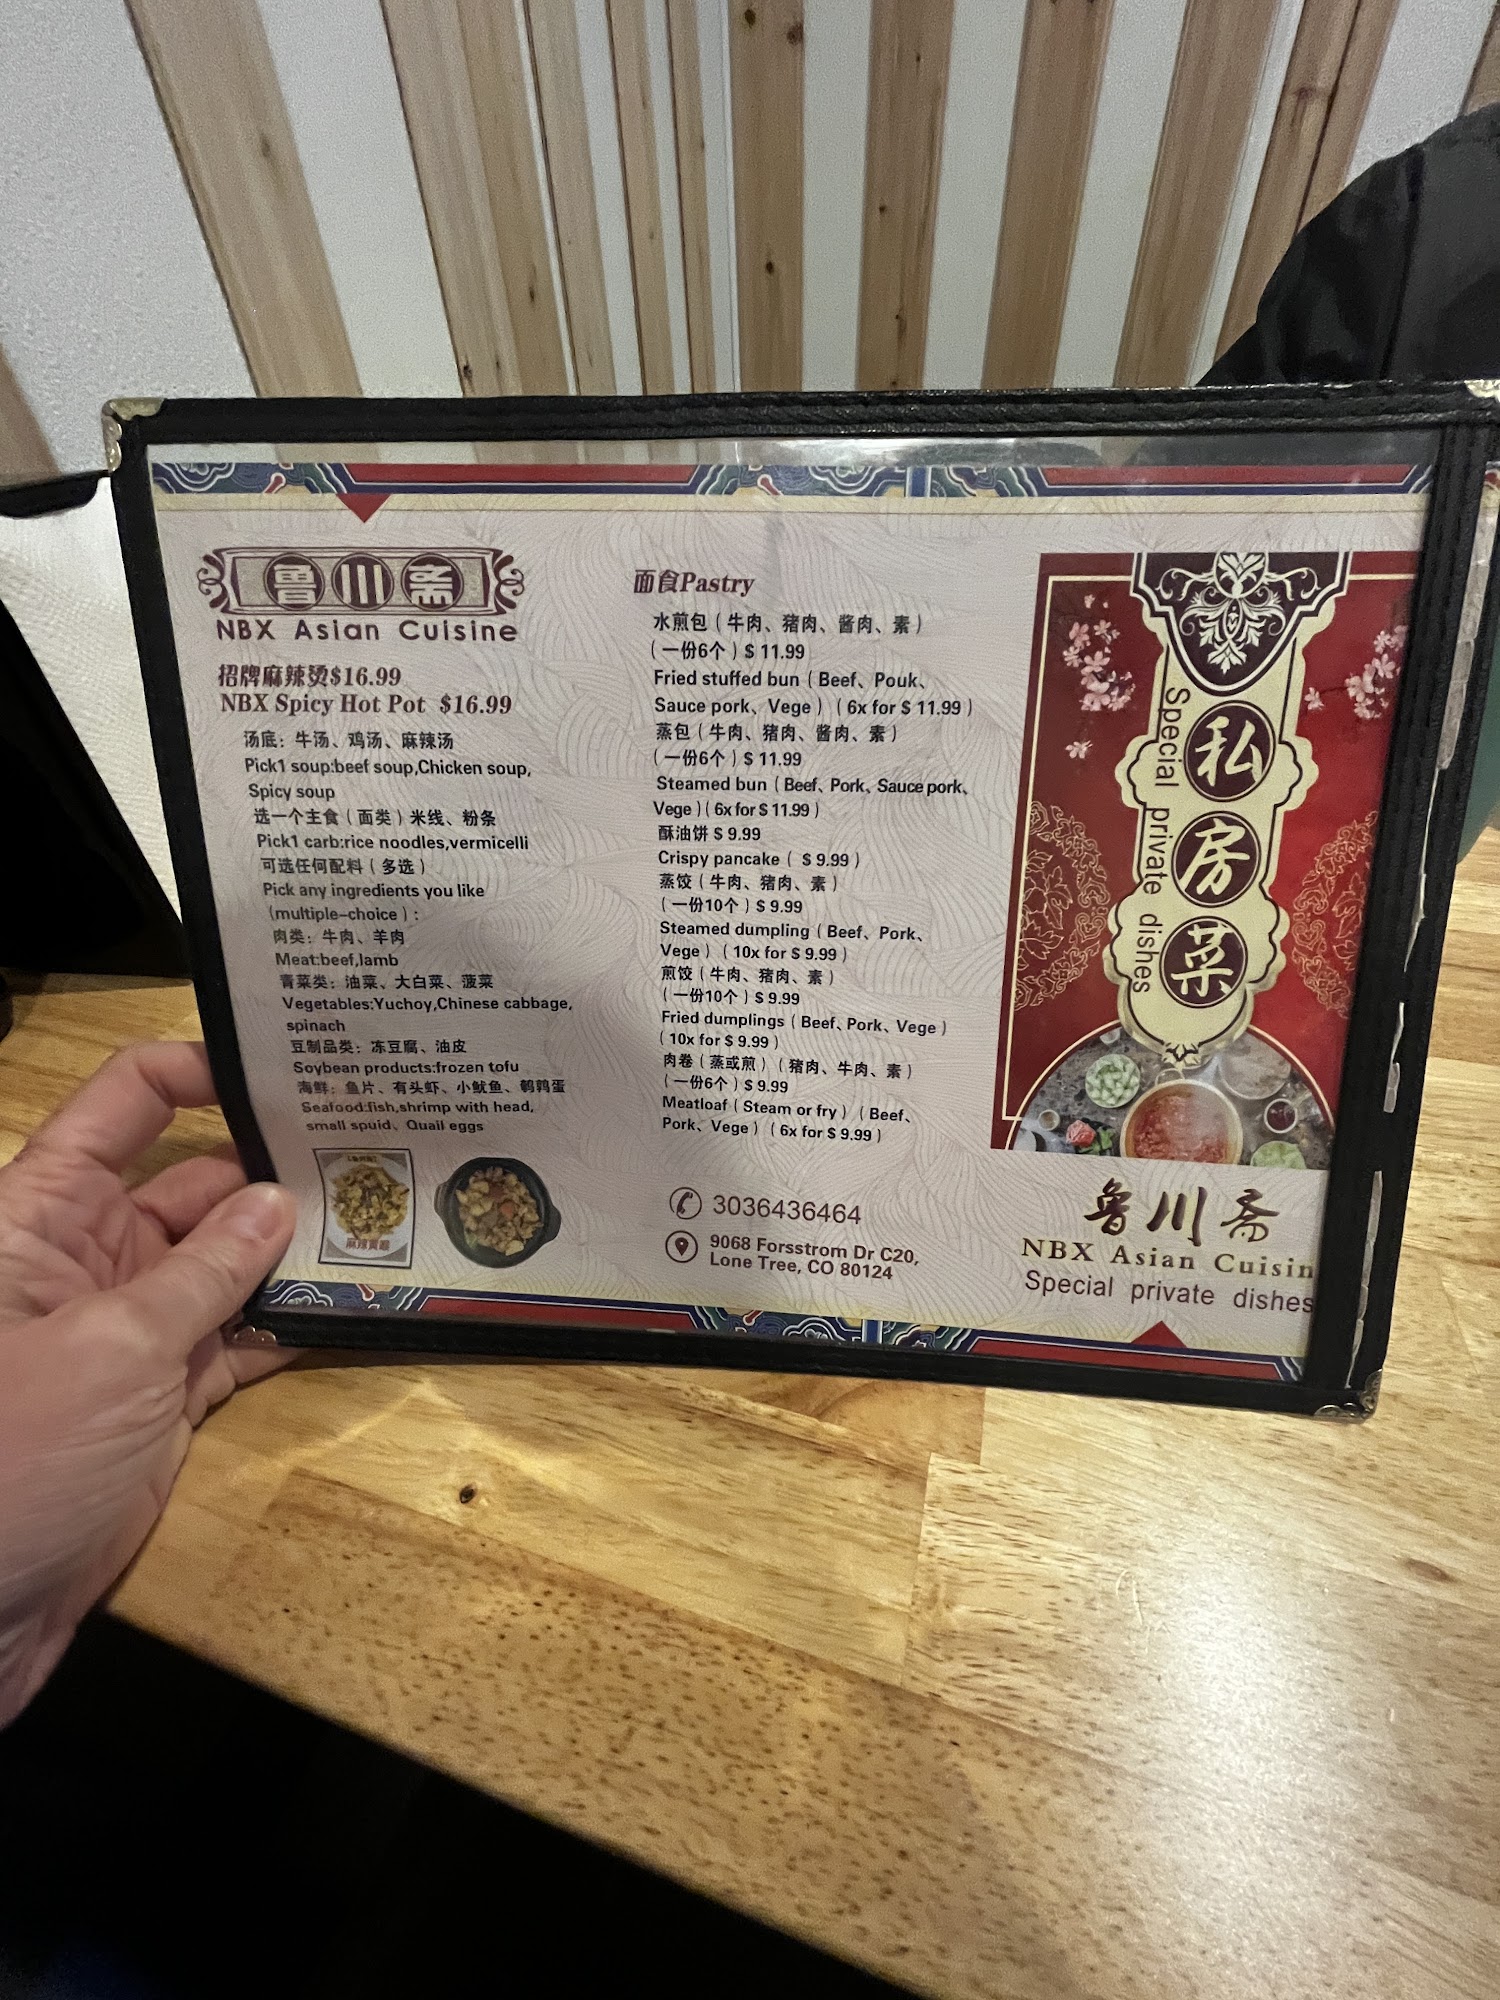 魯川斋
NBX Asian Cuisine
招牌麻辣烫$16.99
NBX Spicy Hot Pot $16.99
汤底：牛汤、鸡汤、麻辣汤
Pick1 soup:beef soup,Chicken soup,
Spicy soup
选一个主食（面类）米线、粉条
Pick1 carb:rice noodles,vermicelli
可选任何配料（多选）
Pick any ingredients you like
(multiple-choice）:
肉类：牛肉、羊肉
Meat:beef,lamb
青菜类：油菜、大白菜、菠菜
Vegetables:Yuchoy,Chinese cabbage,
spinach
豆制品类：冻豆腐、油皮
Soybean products:frozen tofu
海鲜：鱼片、有头虾、小鱿鱼、鹌鹑蛋
Seafood:fish,shrimp with head,
small spuid、Quail eggs
面食Pastry
水煎包（牛肉、猪肉、酱肉、素）
（一份6个）$ 11.99
Fried stuffed bun（Beef、Pouk、
Sauce pork、Vege）（6x for $ 11.99）
蒸包（牛肉、猪肉、酱肉、素）
（一份6个）$ 11.99
Steamed bun（Beef、Pork、Sauce pork、
Vege）（6x for $ 11.99）
酥油饼 $ 9.99
Crispy pancake（ $ 9.99）
蒸饺（牛肉、猪肉、素）
（一份10个）$ 9.99
Steamed dumpling（Beef、Pork、
Vege）（10x for $ 9.99）
煎饺（牛肉、猪肉、素）
（一份10个）$ 9.99
Fried dumplings（Beef、Pork、Vege）
（10x for $ 9.99）
肉卷（蒸或煎）（猪肉、牛肉、素）
（一份6个）$ 9.99
Meatloaf（Steam or fry）（Beef、
Pork、Vege）（6x for $ 9.99）
3036436464
9068 Forsstrom Dr C20,
Lone Tree, CO 80124
私房菜
Special private dishes
魯川斋
NBX Asian Cuisin
Special private dishes